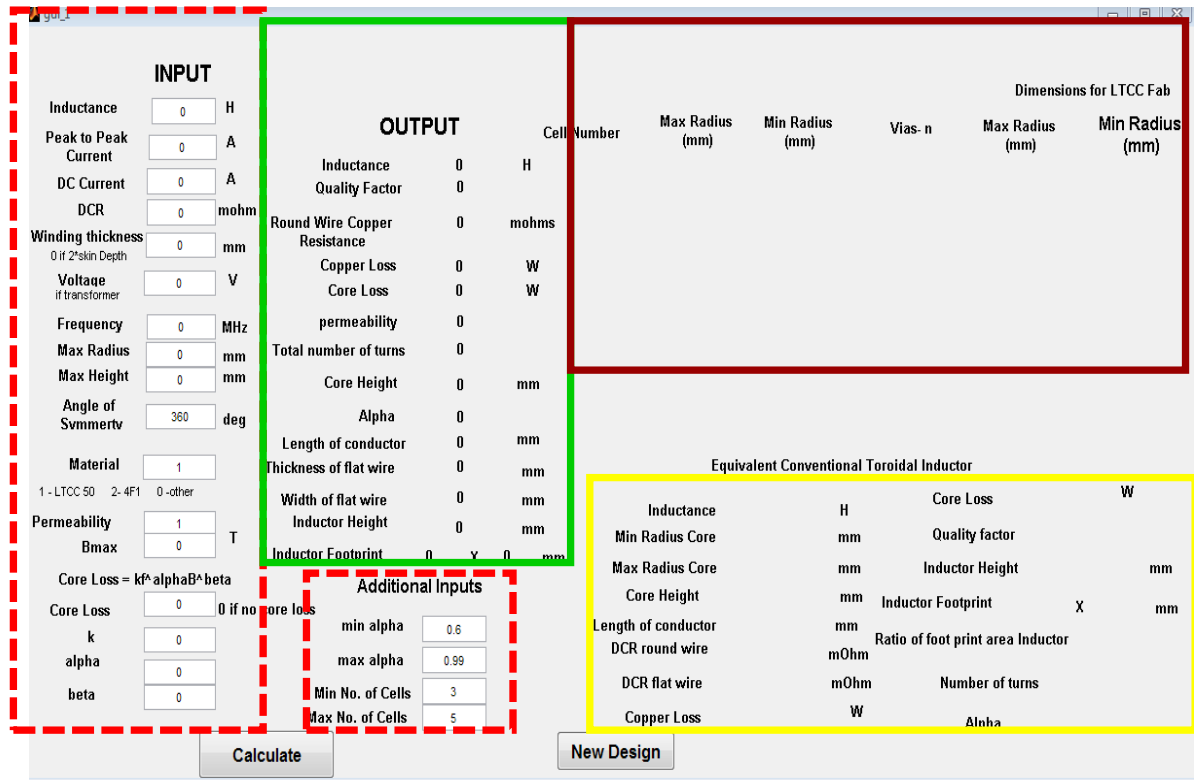 gui_1
INPUT
Inductance 0 H
Peak to Peak
Current 0 A
DC Current 0 A
DCR 0 mohm
Winding thickness 0 mm
0 if 2*skin Depth
Voltage 0 V
if transformer
Frequency 0 MHz
Max Radius 0 mm
Max Height 0 mm
Angle of
Symmerty 360 deg
Material 1
1 - LTCC 50 2- 4F1 0 -other
Permeability 1
Bmax 0 T
Core Loss = kf^alphaB^beta
Core Loss 0 0 if no core loss
k 0
alpha 0
beta 0
OUTPUT
Inductance 0 H
Quality Factor 0
Round Wire Copper
Resistance 0 mohms
Copper Loss 0 W
Core Loss 0 W
permeability 0
Total number of turns 0
Core Height 0 mm
Alpha 0
Length of conductor 0 mm
Thickness of flat wire 0 mm
Width of flat wire 0 mm
Inductor Height 0 mm
Inductor Footprint 0 X 0 mm
Additional Inputs
min alpha 0.6
max alpha 0.99
Min No. of Cells 3
Max No. of Cells 5
Dimensions for LTCC Fab
Cell Number
Max Radius
(mm)
Min Radius
(mm)
Vias- n
Max Radius
(mm)
Min Radius
(mm)
Equivalent Conventional Toroidal Inductor
Inductance H
Min Radius Core mm
Max Radius Core mm
Core Height mm
Length of conductor mm
DCR round wire mOhm
DCR flat wire mOhm
Copper Loss W
Core Loss W
Quality factor
Inductor Height mm
Inductor Footprint X mm
Ratio of foot print area Inductor
Number of turns
Alpha
Calculate
New Design